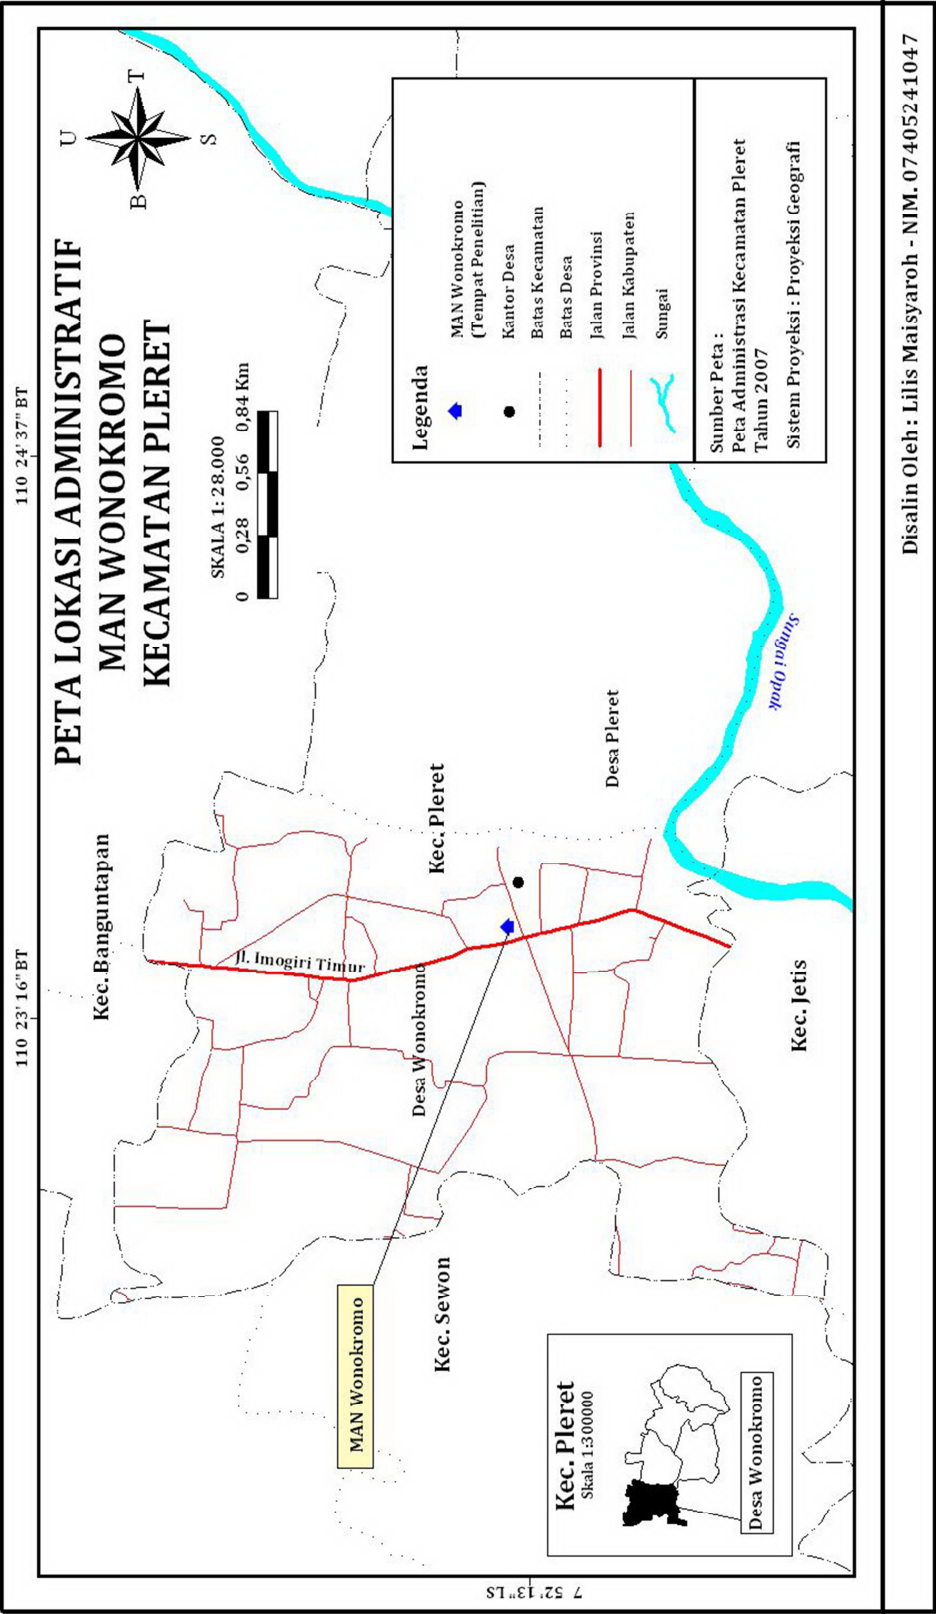 PETA LOKASI ADMINISTRATIF
MAN WONOKROMO
KECAMATAN PLERET
SKALA 1: 28.000
0 0,28 0,56 0,84 Km
U
B T
S
110 23' 16" BT
110 24' 37" BT
7 52' 13" LS
Kec.Banguntapan
Jl. Imogiri Timur
Kec. Pleret
Desa Wonokromo
Desa Pleret
MAN Wonokromo
Kec. Sewon
Kec. Jetis
Sungai Opak
Kec. Pleret
Skala 1:300000
Desa Wonokromo
Legenda
MAN Wonokromo
(Tempat Penelitian)
Kantor Desa
Batas Kecamatan
Batas Desa
Jalan Provinsi
Jalan Kabupaten
Sungai
Sumber Peta :
Peta Administrasi Kecamatan Pleret
Tahun 2007
Sistem Proyeksi : Proyeksi Geografi
Disalin Oleh : Lilis Maisyaroh - NIM. 07405241047